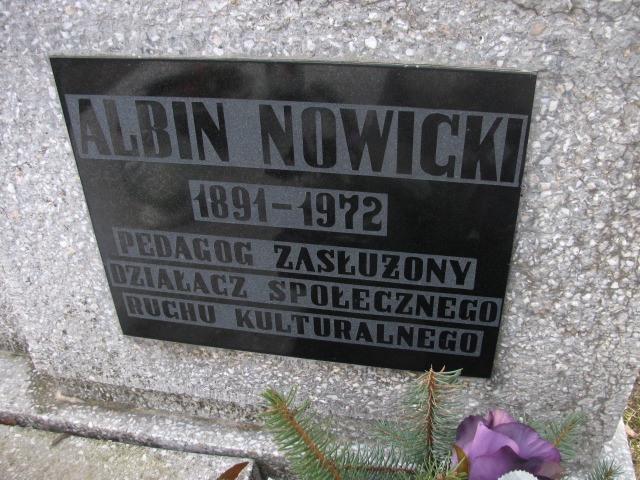 ALBIN NOWICKI
1891-1972
PEDAGOG ZASŁUŻONY
DZIAŁACZ SPOŁECZNEGO
RUCHU KULTURALNEGO